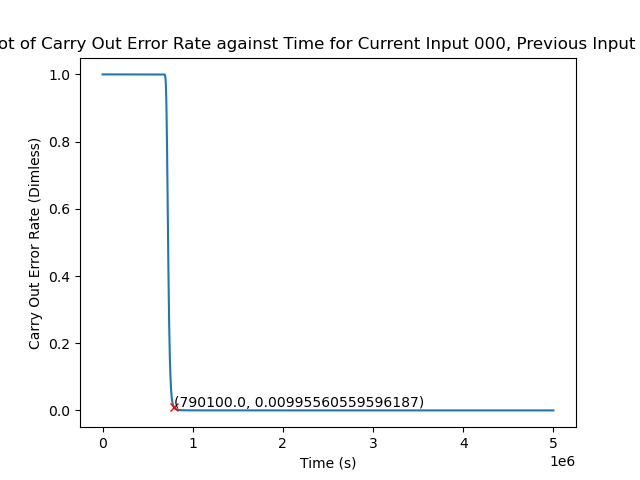 ot of Carry Out Error Rate against Time for Current Input 000, Previous Input
1.0
0.8
0.6
0.4
0.2
0.0
Carry Out Error Rate (Dimless)
(790100.0, 0.00995560559596187)
0 1 2 3 4 5
1e6
Time (s)